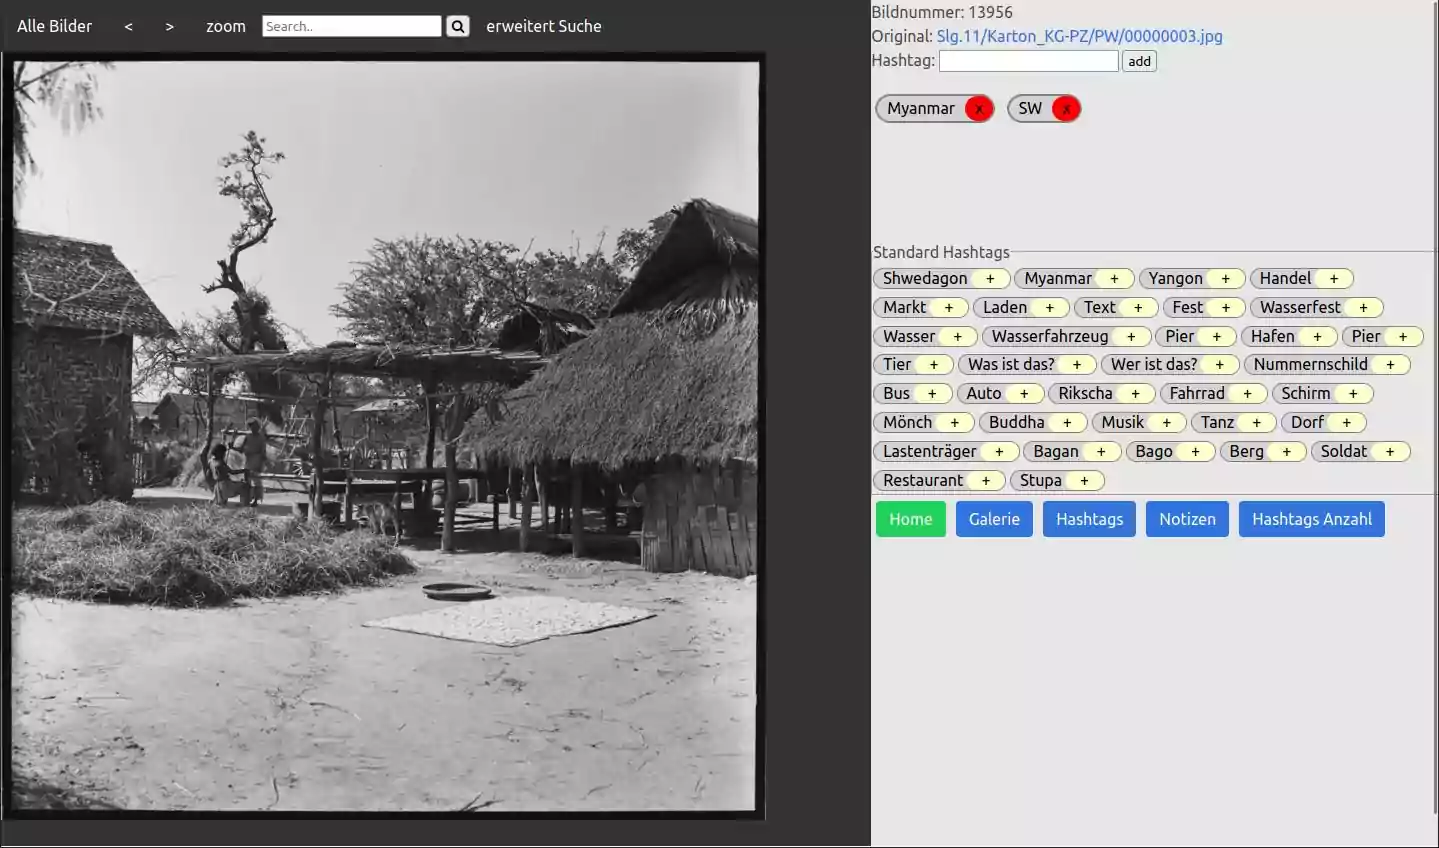 Alle Bilder < > zoom Search.. erweitert Suche
Bildnummer: 13956
Original: Slg.11/Karton_KG-PZ/PW/00000003.jpg
Hashtag: add
Myanmar x SW x
Standard Hashtags
Shwedagon + Myanmar + Yangon + Handel +
Markt + Laden + Text + Fest + Wasserfest +
Wasser + Wasserfahrzeug + Pier + Hafen + Pier +
Tier + Was ist das? + Wer ist das? + Nummernschild +
Bus + Auto + Rikscha + Fahrrad + Schirm +
Mönch + Buddha + Musik + Tanz + Dorf +
Lastenträger + Bagan + Bago + Berg + Soldat +
Restaurant + Stupa +
Home Galerie Hashtags Notizen Hashtags Anzahl